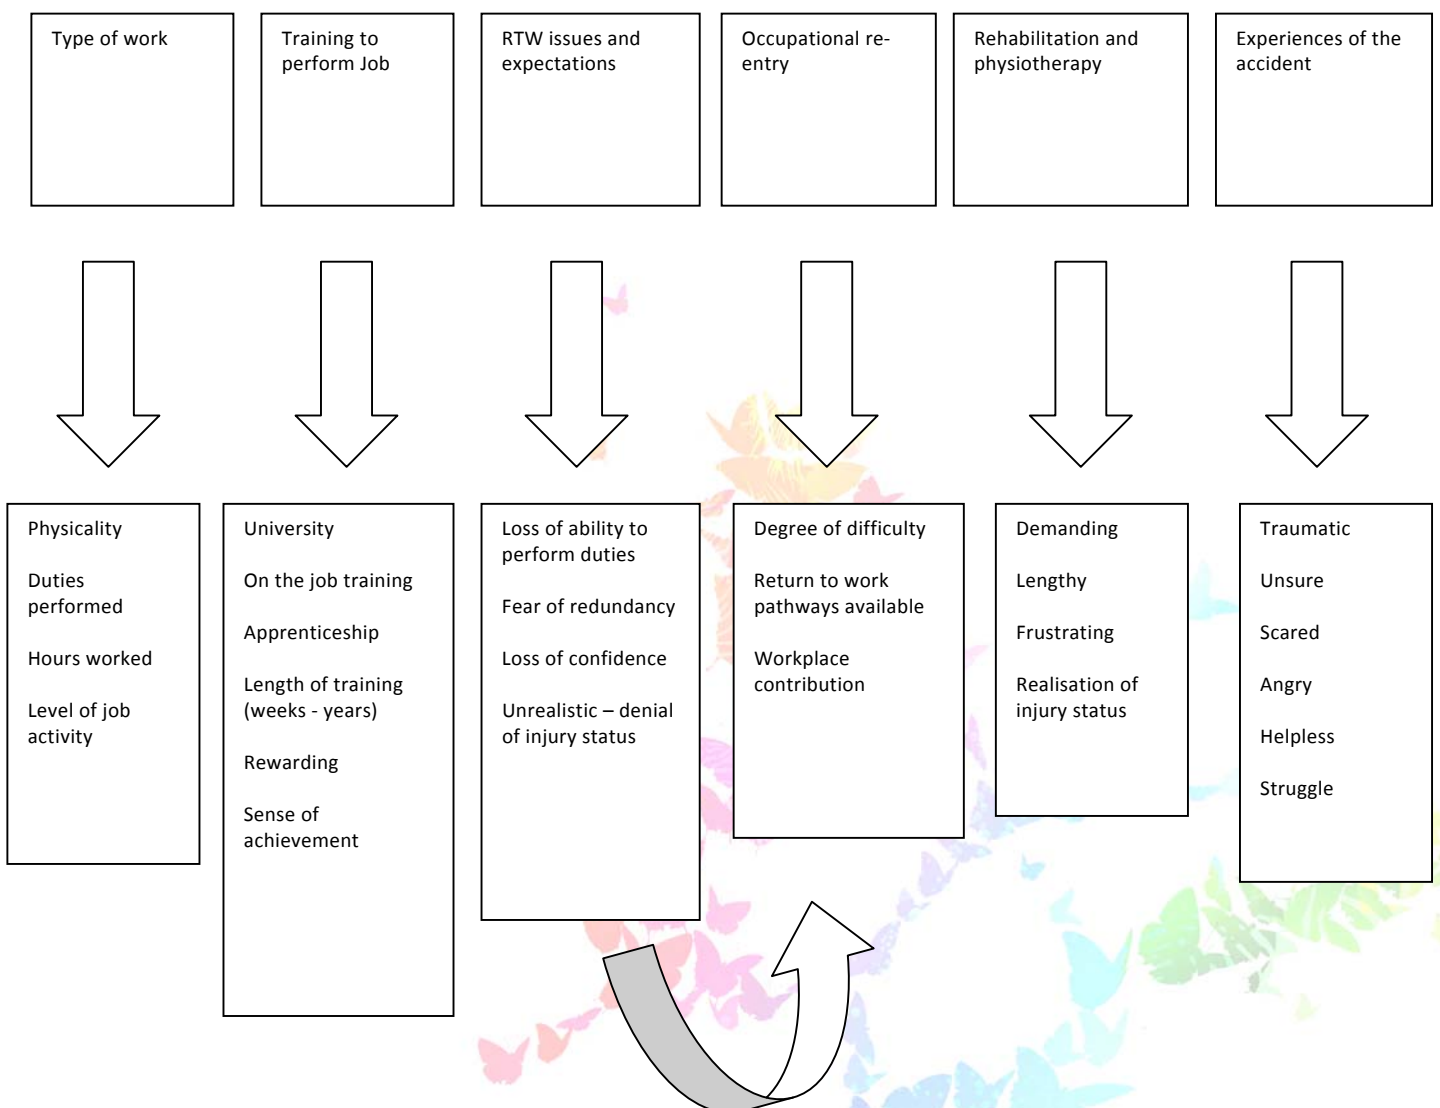 Type of work
Training to
perform Job
RTW issues and
expectations
Occupational re-
entry
Rehabilitation and
physiotherapy
Experiences of the
accident
Physicality
Duties
performed
Hours worked
Level of job
activity
University
On the job training
Apprenticeship
Length of training
(weeks - years)
Rewarding
Sense of
achievement
Loss of ability to
perform duties
Fear of redundancy
Loss of confidence
Unrealistic – denial
of injury status
Degree of difficulty
Return to work
pathways available
Workplace
contribution
Demanding
Lengthy
Frustrating
Realisation of
injury status
Traumatic
Unsure
Scared
Angry
Helpless
Struggle